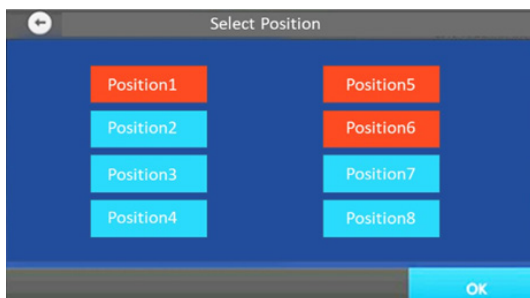 Select Position
Position1
Position2
Position3
Position4
Position5
Position6
Position7
Position8
OK